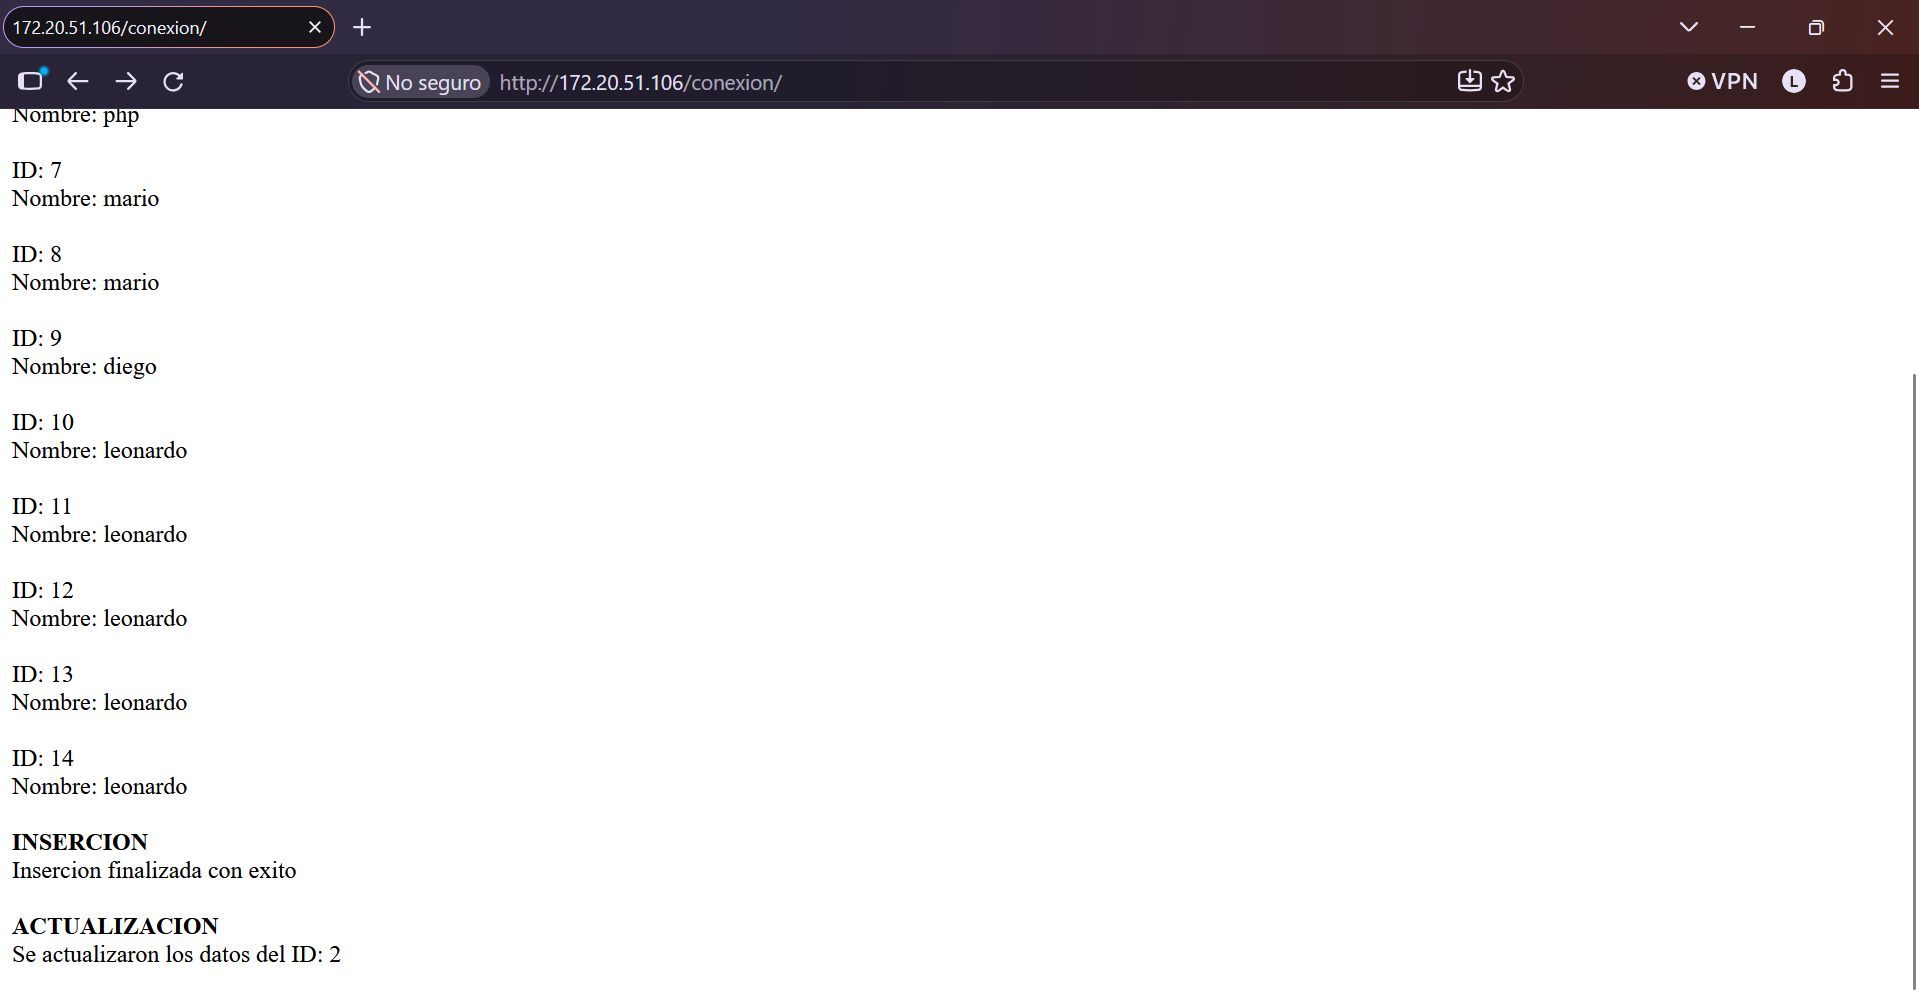 172.20.51.106/conexion/
No seguro http://172.20.51.106/conexion/ VPN L
Nombre: php
ID: 7
Nombre: mario
ID: 8
Nombre: mario
ID: 9
Nombre: diego
ID: 10
Nombre: leonardo
ID: 11
Nombre: leonardo
ID: 12
Nombre: leonardo
ID: 13
Nombre: leonardo
ID: 14
Nombre: leonardo
INSERCION
Insercion finalizada con exito
ACTUALIZACION
Se actualizaron los datos del ID: 2